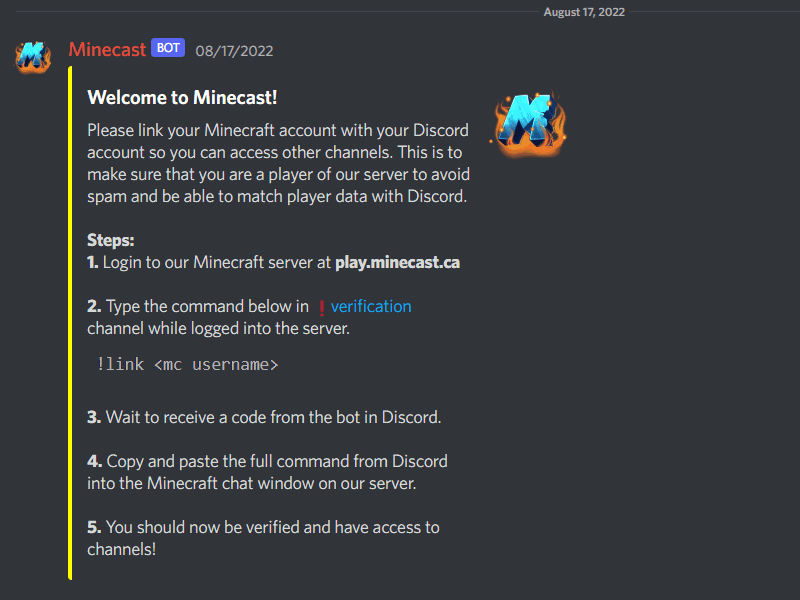 August 17, 2022
Minecast BOT 08/17/2022
Welcome to Minecast!
Please link your Minecraft account with your Discord
account so you can access other channels. This is to
make sure that you are a player of our server to avoid
spam and be able to match player data with Discord.
Steps:
1. Login to our Minecraft server at play.minecast.ca
2. Type the command below in ❗verification
channel while logged into the server.
!link <mc username>
3. Wait to receive a code from the bot in Discord.
4. Copy and paste the full command from Discord
into the Minecraft chat window on our server.
5. You should now be verified and have access to
channels!